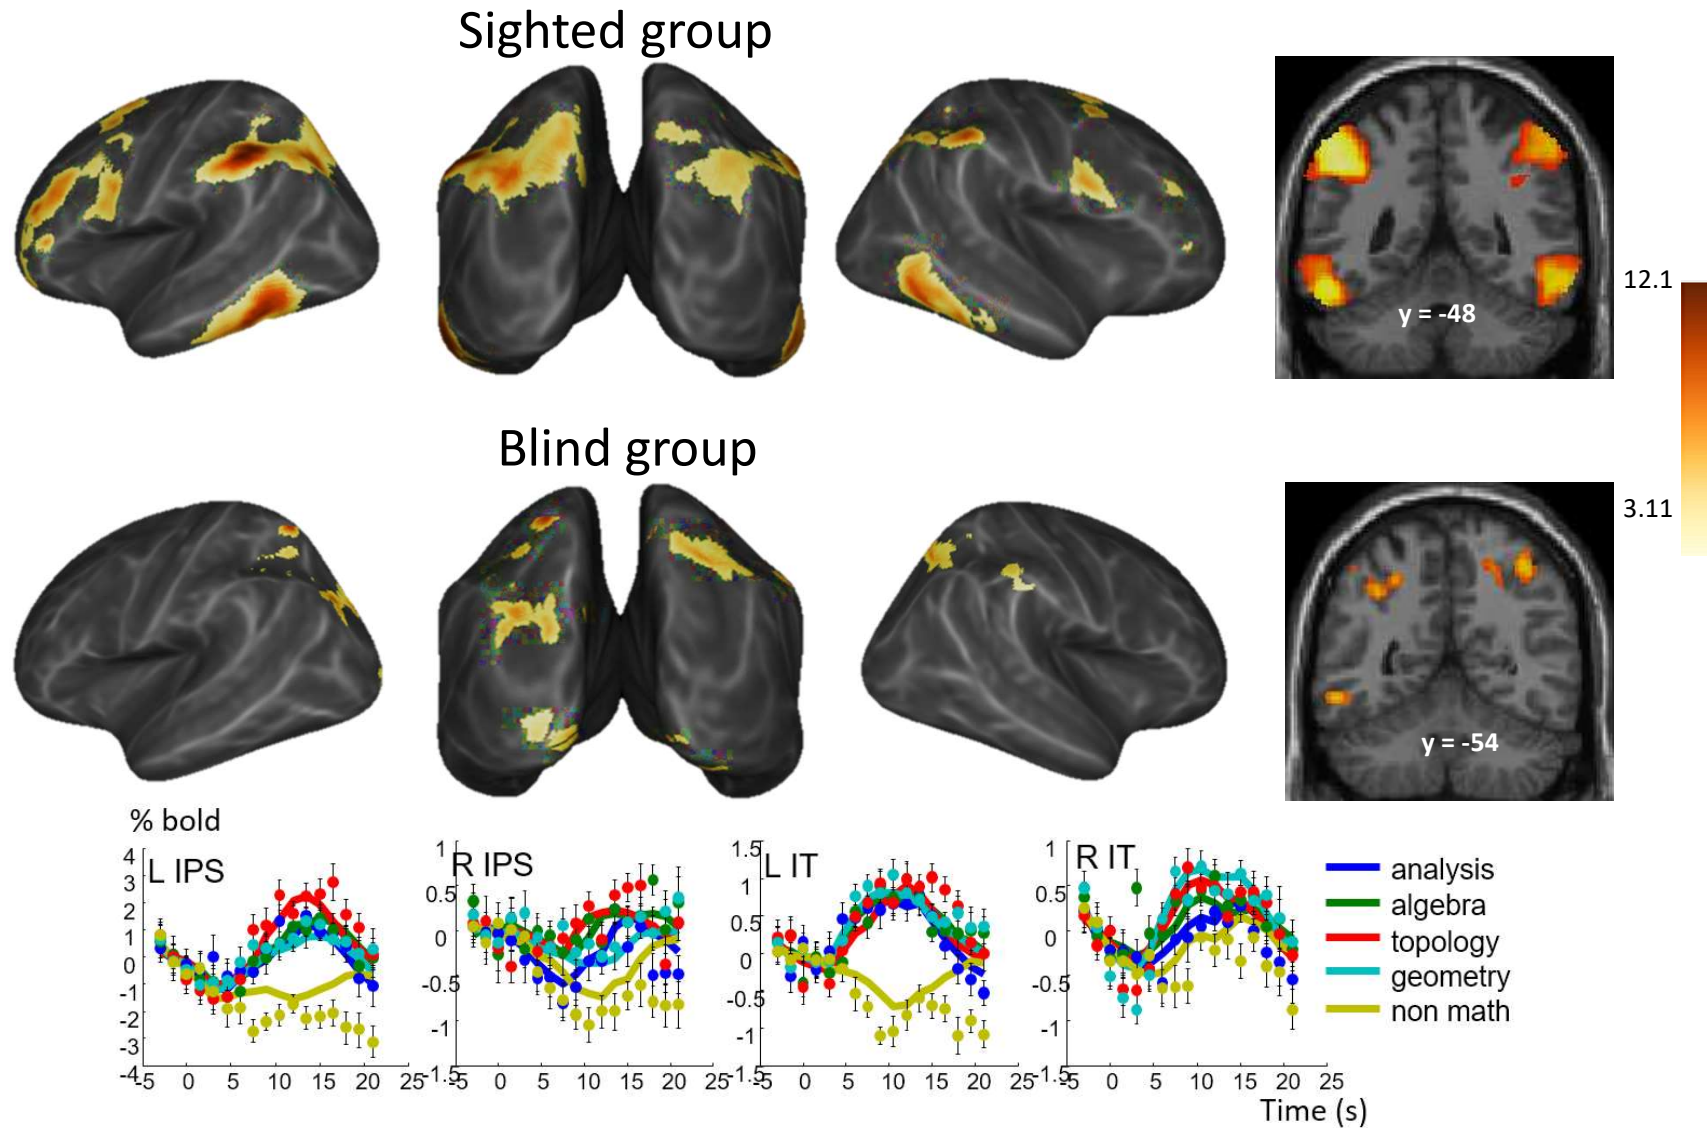 Sighted group
y = -48
12.1
3.11
Blind group
y = -54
% bold
L IPS
4
3
2
1
0
-1
-2
-3
-4
-5 0 5 10 15 20 25
R IPS
1
0.5
0
-0.5
-1
-1.5
0 5 10 15 20 25
L IT
1.5
1
0.5
0
-0.5
-1
-1.5
-5 0 5 10 15 20 25
R IT
1
0.5
0
-0.5
-1
-1.5
-5 0 5 10 15 20 25
analysis
algebra
topology
geometry
non math
Time (s)